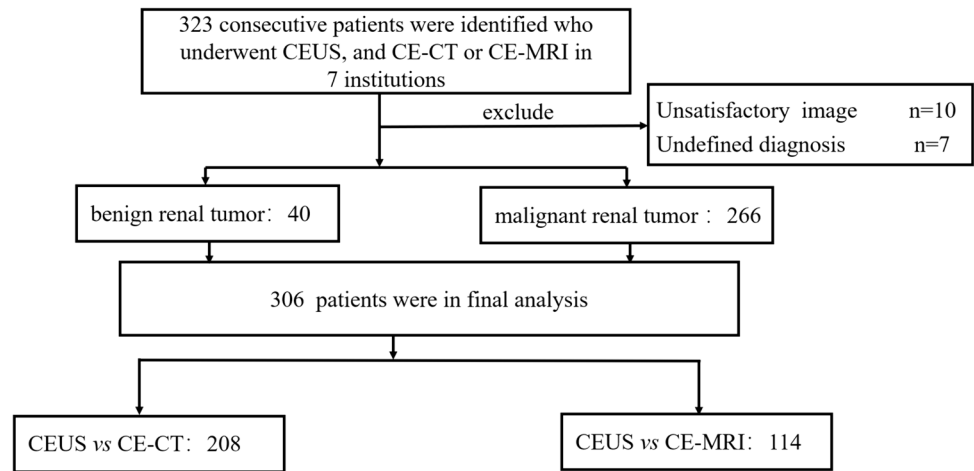 323 consecutive patients were identified who
underwent CEUS, and CE-CT or CE-MRI in
7 institutions
exclude
Unsatisfactory image n=10
Undefined diagnosis n=7
benign renal tumor: 40
malignant renal tumor : 266
306 patients were in final analysis
CEUS vs CE-CT: 208
CEUS vs CE-MRI: 114